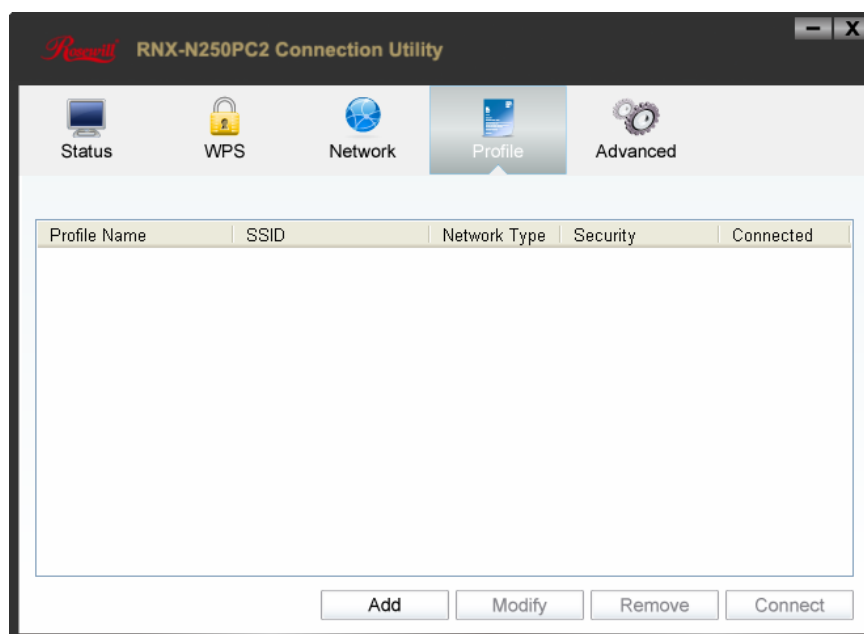 Rosewill RNX-N250PC2 Connection Utility
Status WPS Network Profile Advanced
Profile Name SSID Network Type Security Connected
Add Modify Remove Connect